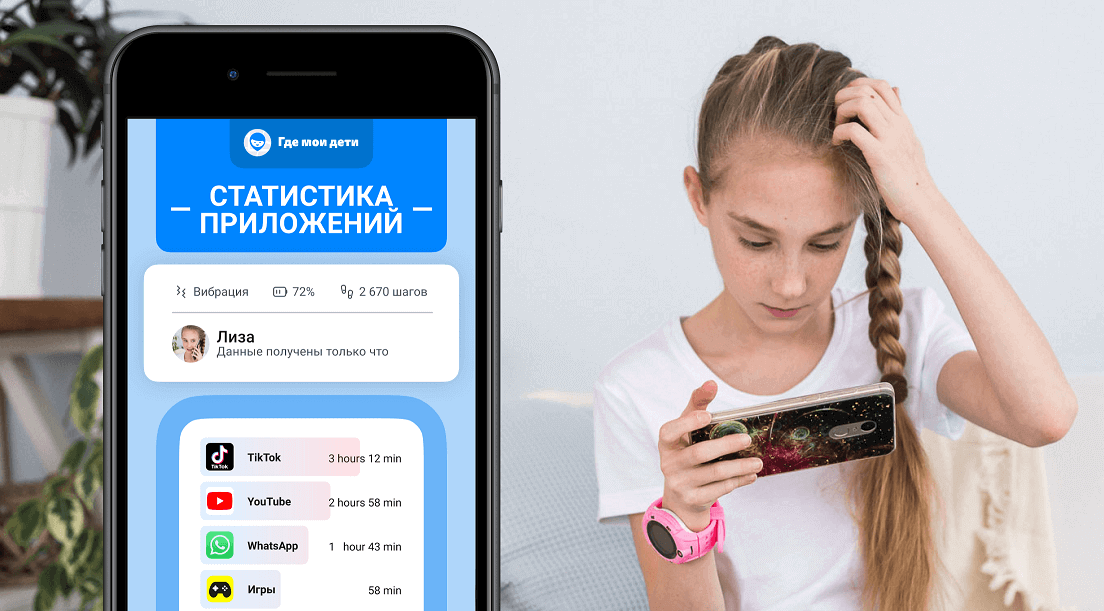 Где мои дети
СТАТИСТИКА
ПРИЛОЖЕНИЙ
Вибрация 72% 2 670 шагов
Лиза
Данные получены только что
TikTok
TikTok 3 hours 12 min
YouTube 2 hours 58 min
WhatsApp 1 hour 43 min
Игры 58 min